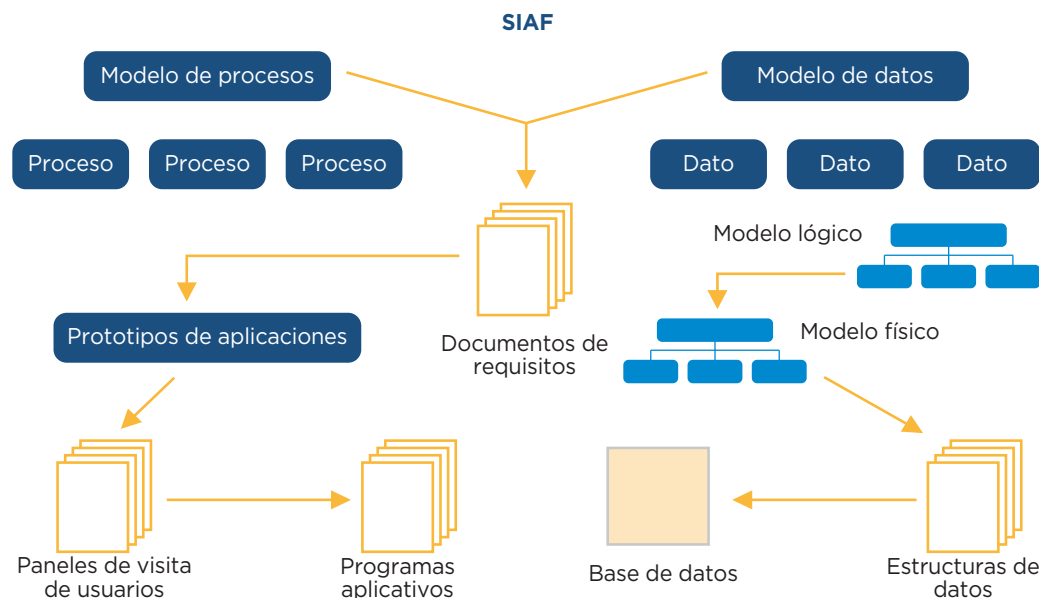 SIAF
Modelo de procesos
Modelo de datos
Proceso
Proceso
Proceso
Dato
Dato
Dato
Modelo lógico
Modelo físico
Prototipos de aplicaciones
Documentos de
requisitos
Paneles de visita
de usuarios
Programas
aplicativos
Base de datos
Estructuras de
datos